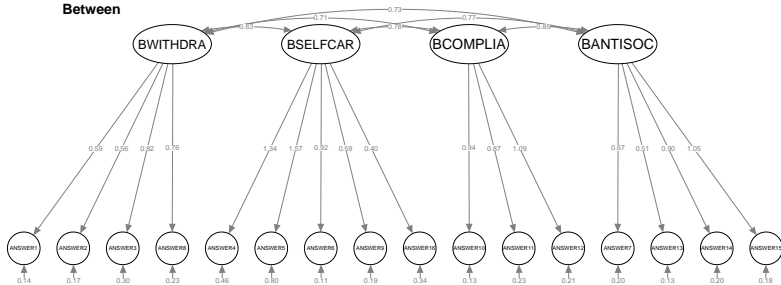 Between
0.73
0.71
0.77
0.83
0.78
0.89
BWITHDRA BSELFCAR BCOMPLIA BANTISOC
0.59 0.56 0.82 0.76 1.34 1.57 0.92 0.59 0.40 0.94 0.87 1.09 0.67 0.51 0.90 1.05
ANSWER1 ANSWER2 ANSWER3 ANSWER8 ANSWER4 ANSWER5 ANSWER6 ANSWER9 ANSWER16 ANSWER10 ANSWER11 ANSWER12 ANSWER7 ANSWER13 ANSWER14 ANSWER15
0.14 0.17 0.30 0.23 0.46 0.80 0.11 0.19 0.34 0.13 0.23 0.21 0.20 0.13 0.20 0.18